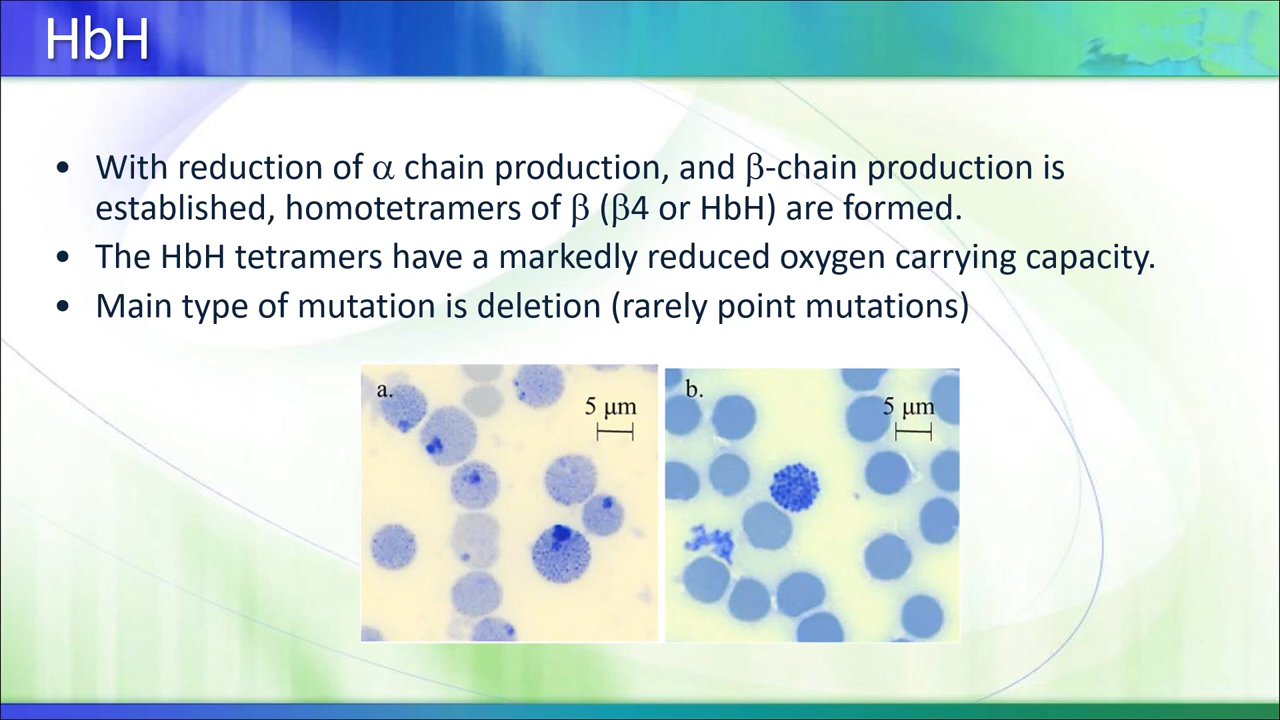 HbH
• With reduction of α chain production, and β-chain production is
established, homotetramers of β (β4 or HbH) are formed.
• The HbH tetramers have a markedly reduced oxygen carrying capacity.
• Main type of mutation is deletion (rarely point mutations)
a.
5 μm
b.
5 μm